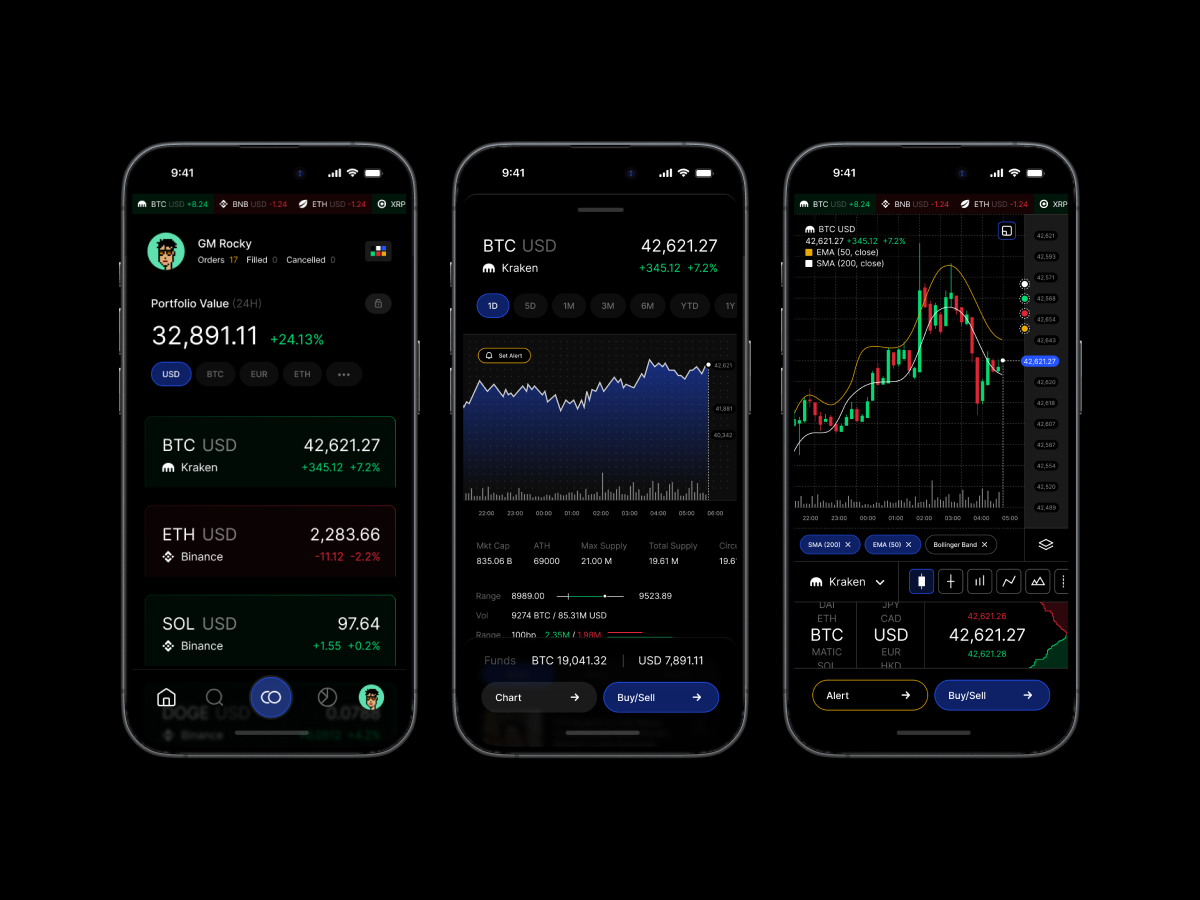 9:41
BTC USD +8.24 BNB USD -1.24 ETH USD -1.24 XRP
GM Rocky
Orders 17 Filled 0 Cancelled 0
Portfolio Value (24H)
32,891.11 +24.13%
USD BTC EUR ETH
BTC USD 42,621.27
Kraken +345.12 +7.2%
ETH USD 2,283.66
Binance -11.12 -2.2%
SOL USD 97.64
Binance +1.55 +0.2%
DOGE USD 0.0768
Binance
9:41
BTC USD 42,621.27
Kraken +345.12 +7.2%
1D 5D 1M 3M 6M YTD 1Y
Set Alert
42,621
41,881
40,342
22:00 23:00 00:00 01:00 02:00 03:00 04:00 05:00 06:00
Mkt Cap ATH Max Supply Total Supply Circu
835.06 B 69000 21.00 M 19.61 M 19.6
Range 8989.00 9523.89
Vol 9274 BTC / 85.31M USD
Range 100bp 2.35M / 1.98M
Funds BTC 19,041.32 USD 7,891.11
Chart Buy/Sell
9:41
BTC USD +8.24 BNB USD -1.24 ETH USD -1.24 XRP
BTC USD
42,621.27 +345.12 +7.2%
EMA (50, close)
SMA (200, close)
42,621
42,593
42,571
42,568
42,654
42,643
42,621.27
42,620
42,618
42,607
42,587
42,554
42,520
42,489
22:00 23:00 00:00 01:00 02:00 03:00 04:00 05:00
SMA (200) EMA (50) Bollinger Band
Kraken
DAI JPY
ETH CAD 42,621.26
BTC USD 42,621.27
MATIC EUR 42,621.28
SOL HKD
Alert Buy/Sell